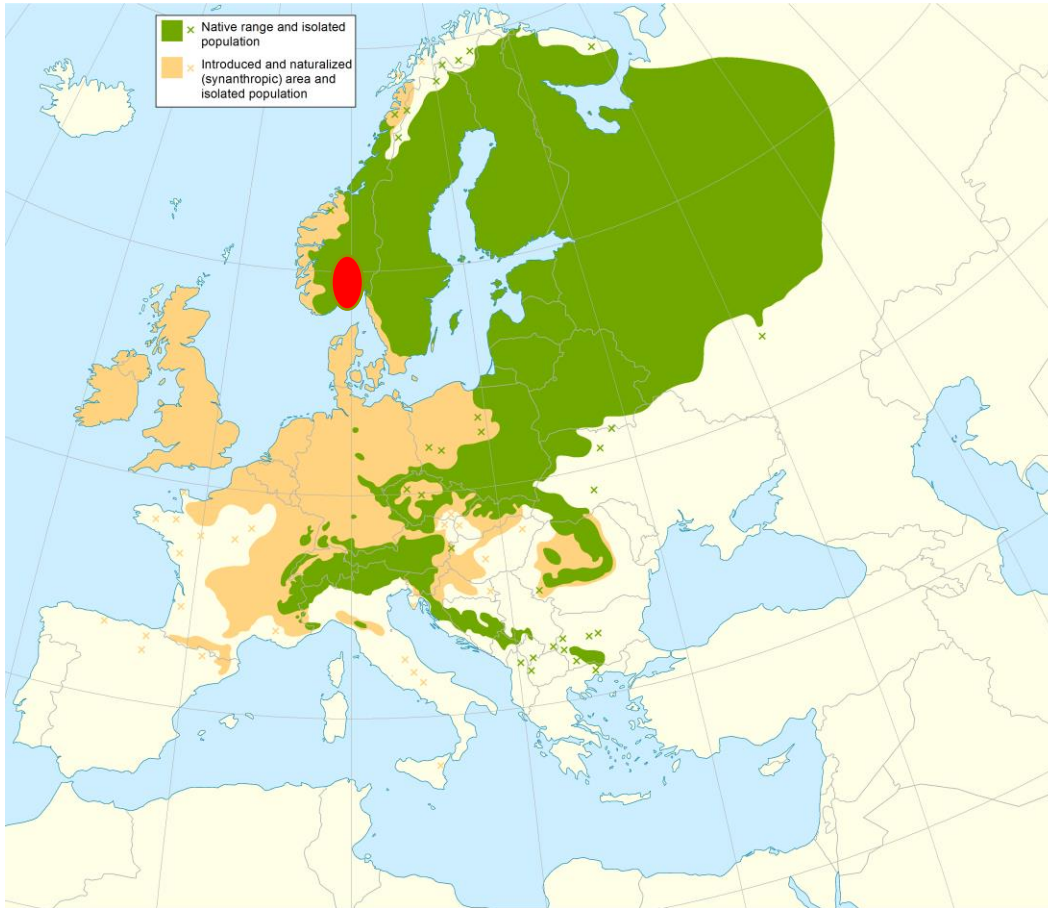 Native range and isolated
population
Introduced and naturalized
(synanthropic) area and
isolated population